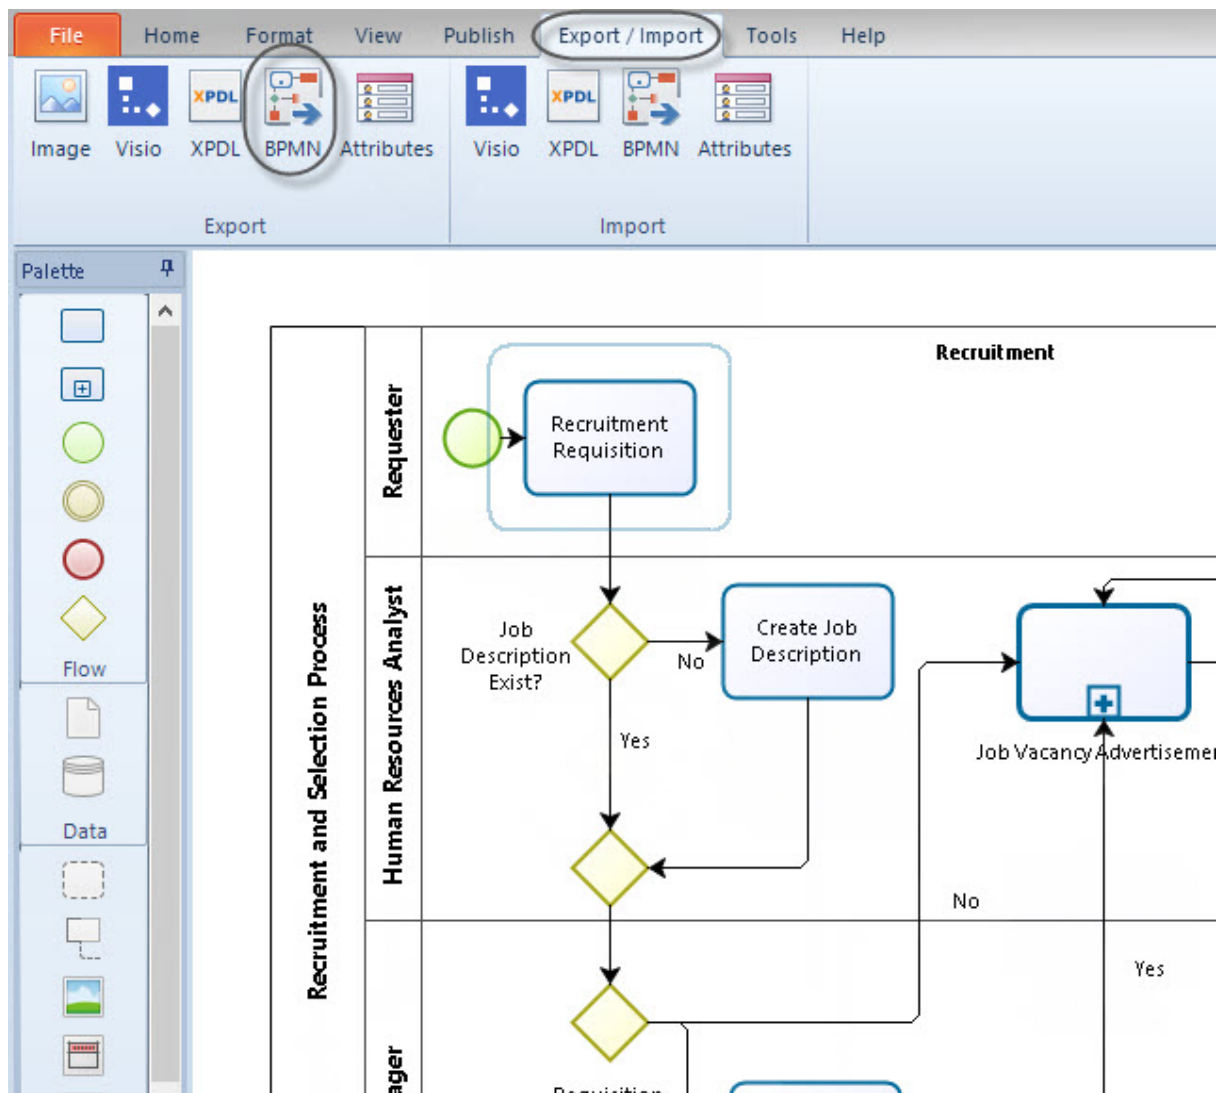 File Home Format View Publish Export / Import Tools Help
XPDL XPDL
Image Visio XPDL BPMN Attributes Visio XPDL BPMN Attributes
Export Import
Palette
Flow
Data
Recruitment and Selection Process
Recruitment
Requester
Recruitment
Requisition
Human Resources Analyst
Job
Description
Exist?
No
Create Job
Description
Yes
Job Vacancy Advertisemen
No
Yes
ager
Requisition